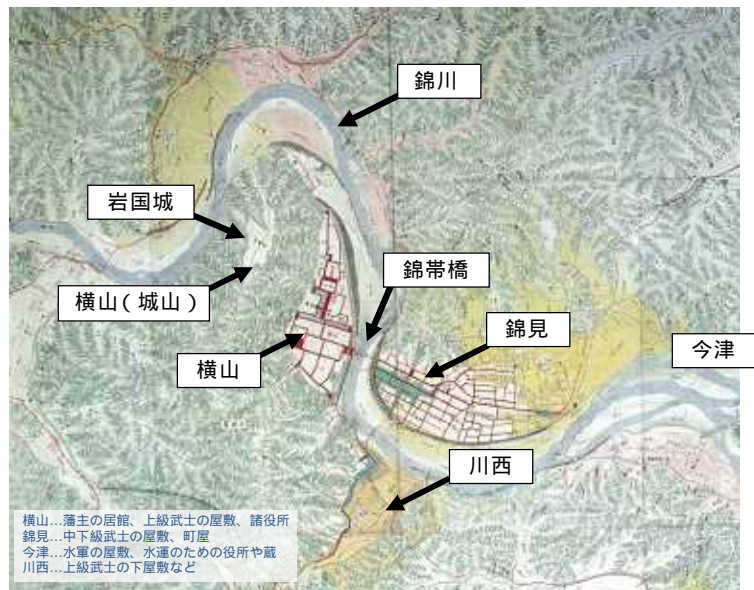 錦川
岩国城
横山(城山)
錦帯橋
錦見
今津
横山
川西
横山…藩主の居館、上級武士の屋敷、諸役所
錦見…中下級武士の屋敷、町屋
今津…水軍の屋敷、水運のための役所や蔵
川西…上級武士の下屋敷など